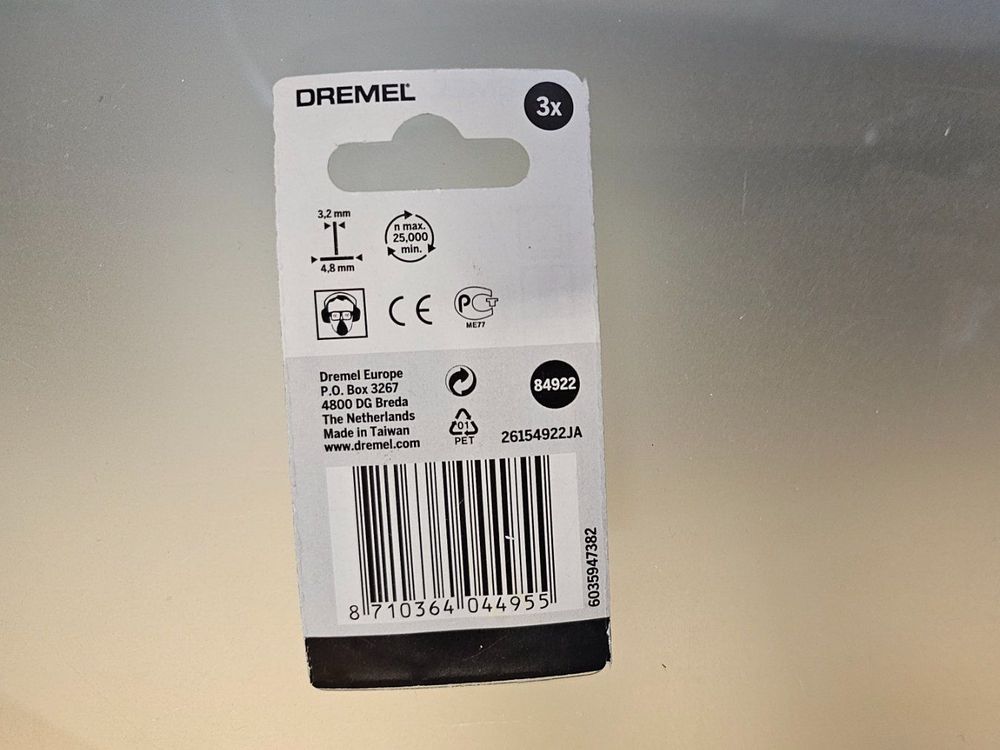 DREMEL®
3x
3,2 mm
4,8 mm
n max.
25,000
min.
CE
PCT
ME77
Dremel Europe
P.O. Box 3267
4800 DG Breda
The Netherlands
Made in Taiwan
www.dremel.com
01
PET
84922
26154922JA
8 710364 044955
6035947382